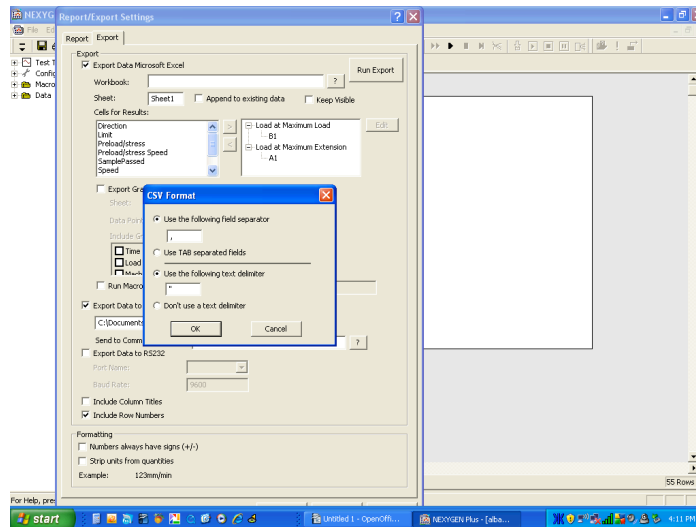 NEXYG
Report/Export Settings
File Ed
Report
Export
Test T
Config
Macro
Data
Export
Export Data Microsoft Excel
Run Export
Workbook:
?
Sheet:
Sheet1
Append to existing data
Keep Visible
Cells for Results:
Direction
Limit
Preload/stress
Preload/stress Speed
SamplePassed
Speed
>
<
Load at Maximum Load
B1
Load at Maximum Extension
A1
Edit
Export Gra
Sheet:
Data Point
Include Gr
Time
Load
Run Macro
CSV Format
Use the following field separator
,
Use TAB separated fields
Use the following text delimiter
"
Don't use a text delimiter
OK
Cancel
Export Data to
C:\Documents
Send to Comm
?
Export Data to RS232
Port Name:
Baud Rate:
9600
Include Column Titles
Include Row Numbers
Formatting
Numbers always have signs (+/-)
Strip units from quantities
Example:
123mm/min
55 Rows
For Help, pre
start
Untitled 1 - OpenOffi...
NEXYGEN Plus - [alba...
4:11 PM